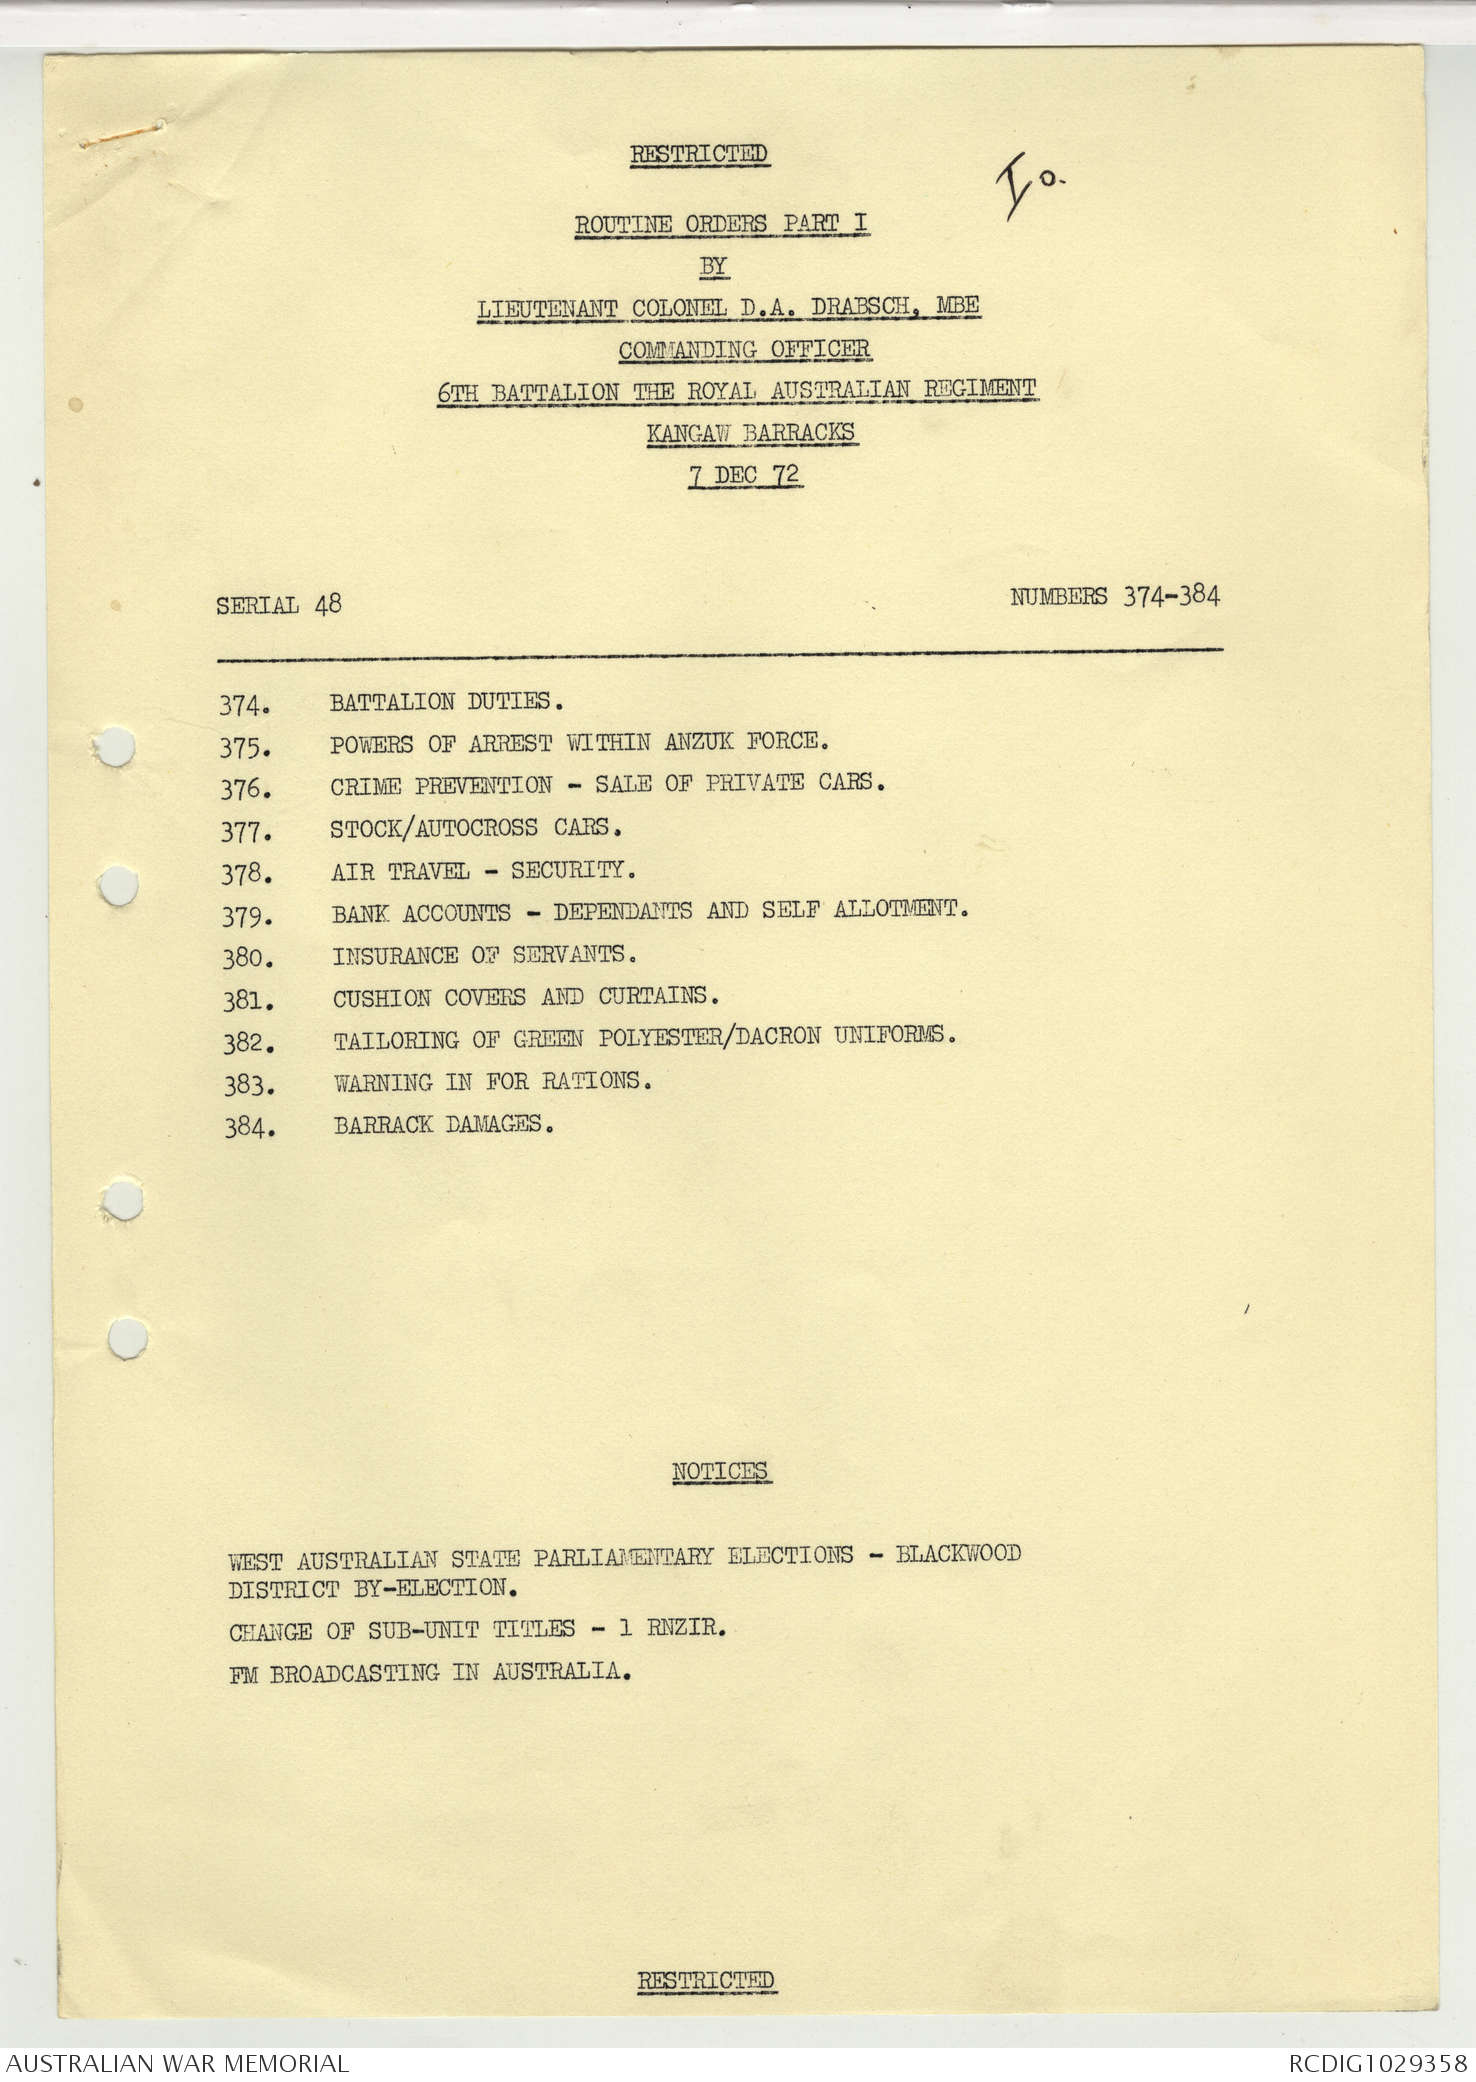 RESTRICTED
Io.
ROUTINE ORDERS PART I
BY
LIEUTENANT COLONEL D.A. DRABSCH, MBE
COMMANDING OFFICER
6TH BATTALION THE ROYAL AUSTRALIAN REGIMENT
KANGAW BARRACKS
7 DEC 72
SERIAL 48 NUMBERS 374-384
374. BATTALION DUTIES.
375. POWERS OF ARREST WITHIN ANZUK FORCE.
376. CRIME PREVENTION - SALE OF PRIVATE CARS.
377. STOCK/AUTOCROSS CARS.
378. AIR TRAVEL - SECURITY.
379. BANK ACCOUNTS - DEPENDANTS AND SELF ALLOTMENT.
380. INSURANCE OF SERVANTS.
381. CUSHION COVERS AND CURTAINS.
382. TAILORING OF GREEN POLYESTER/DACRON UNIFORMS.
383. WARNING IN FOR RATIONS.
384. BARRACK DAMAGES.
NOTICES
WEST AUSTRALIAN STATE PARLIAMENTARY ELECTIONS - BLACKWOOD
DISTRICT BY-ELECTION.
CHANGE OF SUB-UNIT TITLES - 1 RNZIR.
FM BROADCASTING IN AUSTRALIA.
RESTRICTED
AUSTRALIAN WAR MEMORIAL RCDIG1029358